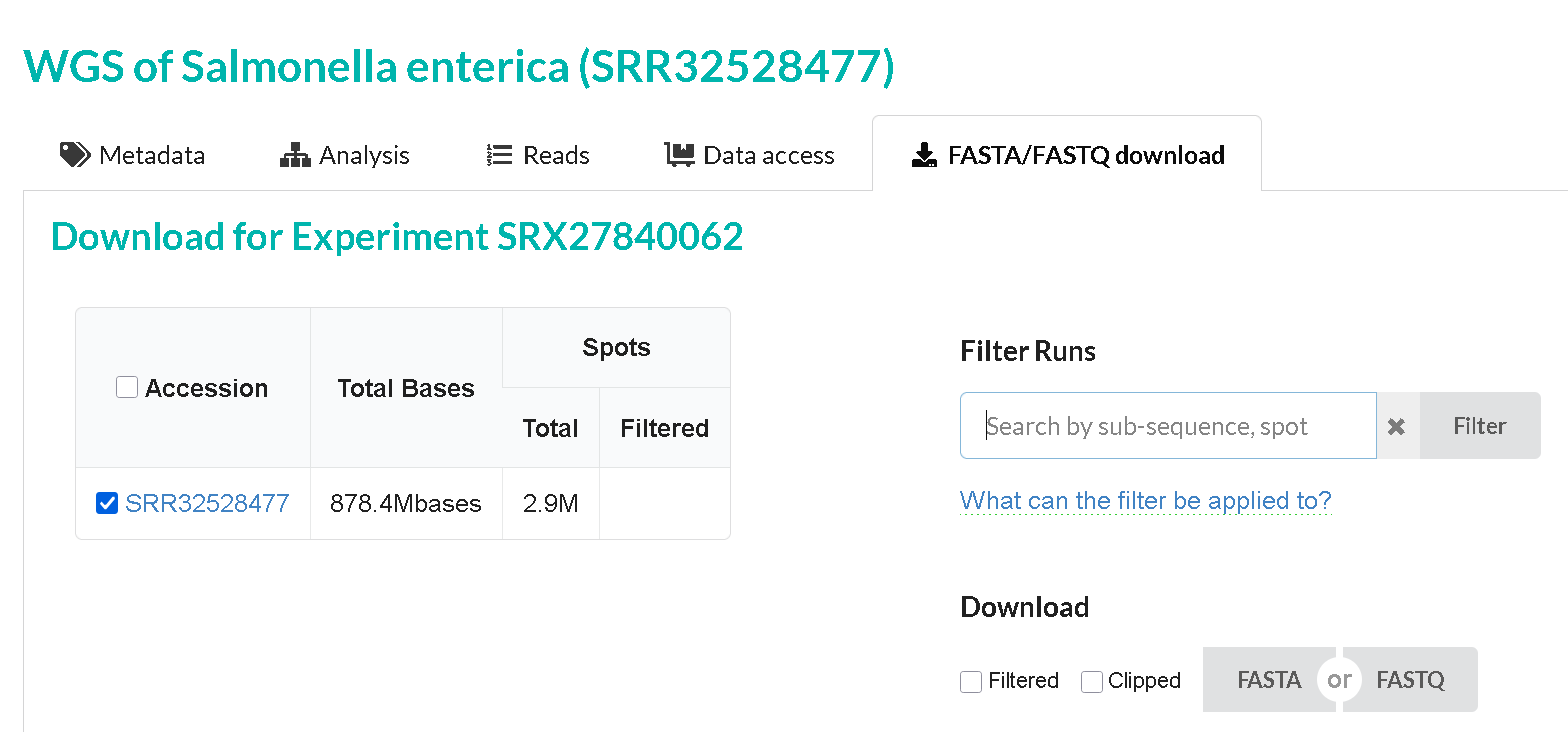 WGS of Salmonella enterica (SRR32528477)
Metadata
Analysis
Reads
Data access
FASTA/FASTQ download
Download for Experiment SRX27840062
Accession
Total Bases
Spots
Total
Filtered
SRR32528477
878.4Mbases
2.9M
Filter Runs
Search by sub-sequence, spot
Filter
What can the filter be applied to?
Download
Filtered
Clipped
FASTA
or
FASTQ